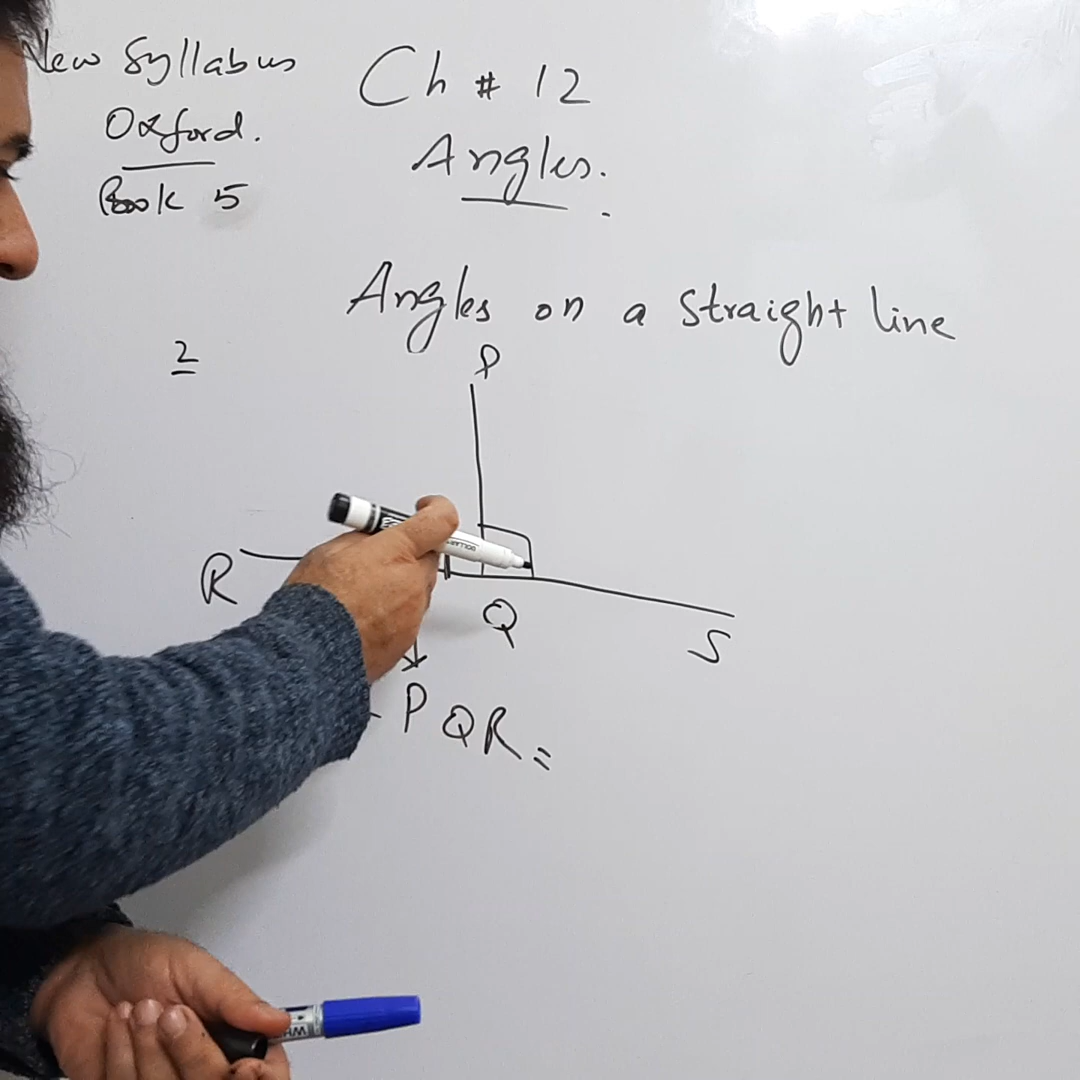 New Syllabus
Oxford.
Book 5
Ch # 12
Angles.
Angles on a straight line
2
P
R
Q
S
PQR =